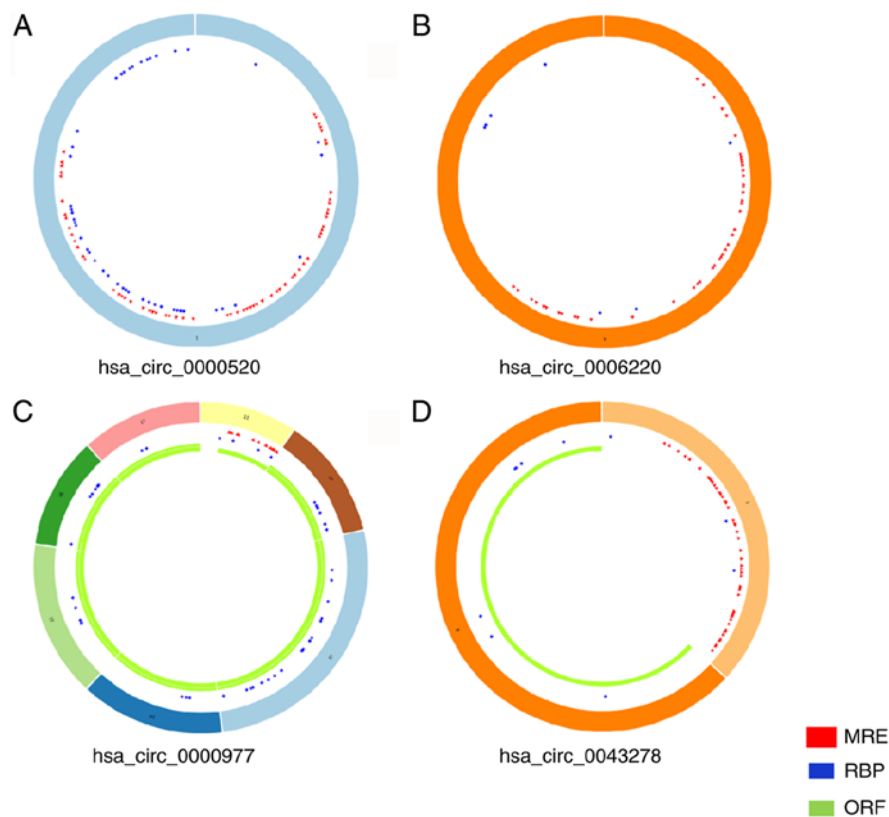 A
B
hsa_circ_0000520
hsa_circ_0006220
C
D
hsa_circ_0000977
hsa_circ_0043278
MRE
RBP
ORF